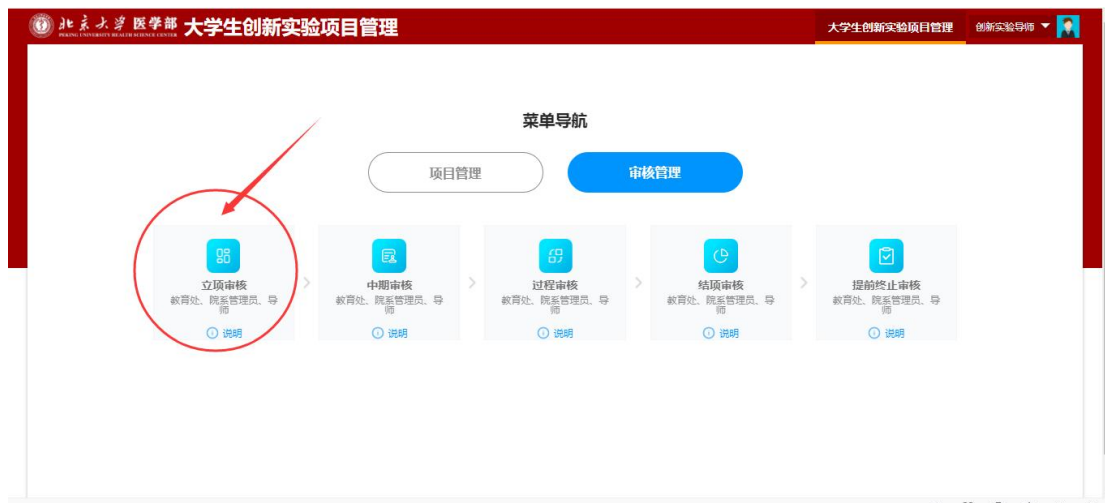 北京大学医学部 大学生创新实验项目管理
PEKING UNIVERSITY HEALTH SCIENCE CENTER
大学生创新实验项目管理
创新实验导师
菜单导航
项目管理
审核管理
立项审核
教育处、院系管理员、导
师
说明
中期审核
教育处、院系管理员、导
师
说明
过程审核
教育处、院系管理员、导
师
说明
结项审核
教育处、院系管理员、导
师
说明
提前终止审核
教育处、院系管理员、导
师
说明